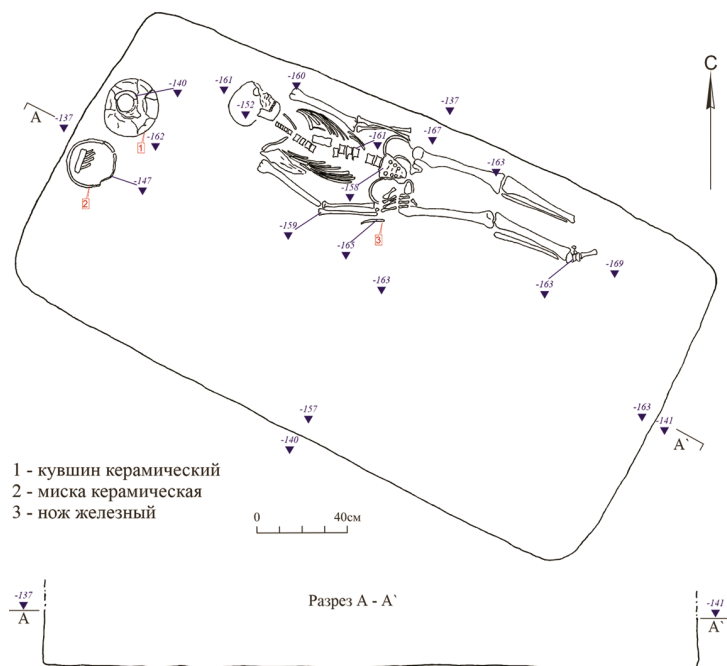 С
-140
-161
-160
-137
-137
А
-152
-167
1
-162
-161
-163
-147
2
-158
-159
-165
3
-163
-163
-169
-157
-140
-163
-141
А`
1 - кувшин керамический
2 - миска керамическая
3 - нож железный
0 40см
Разрез А - А`
-137
А
-141
А`